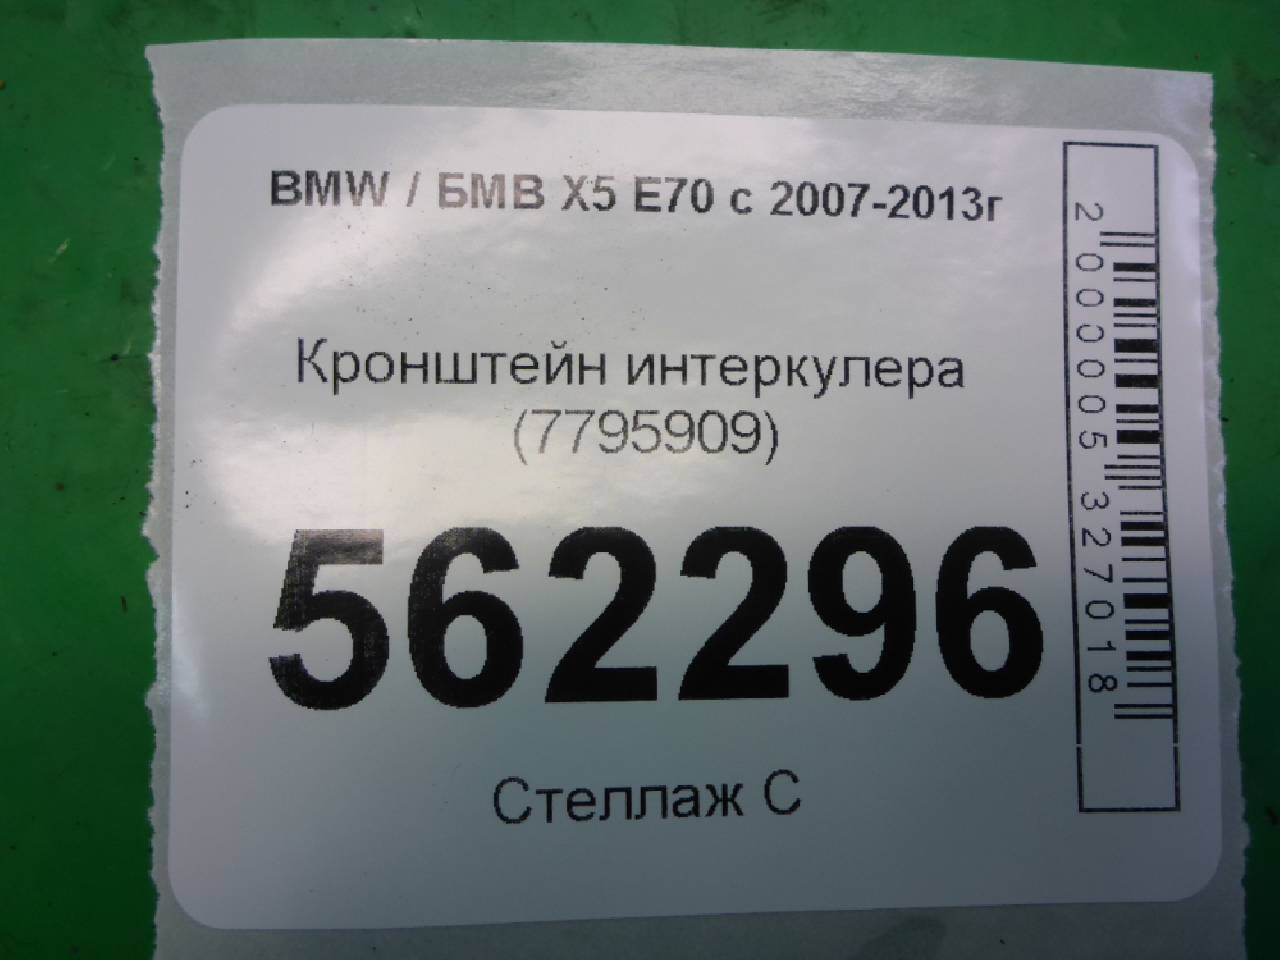 BMW / БМВ X5 E70 с 2007-2013г
Кронштейн интеркулера
(7795909)
562296
Стеллаж С
2000005327018